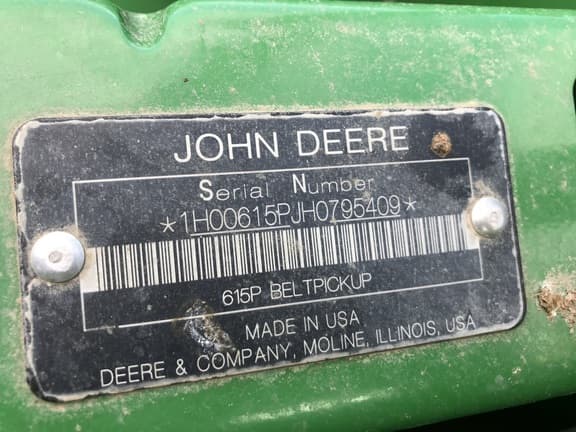 JOHN DEERE
Serial Number
*1H00615PJH0795409*
615P BELTPICKUP
MADE IN USA
DEERE & COMPANY, MOLINE, ILLINOIS, USA